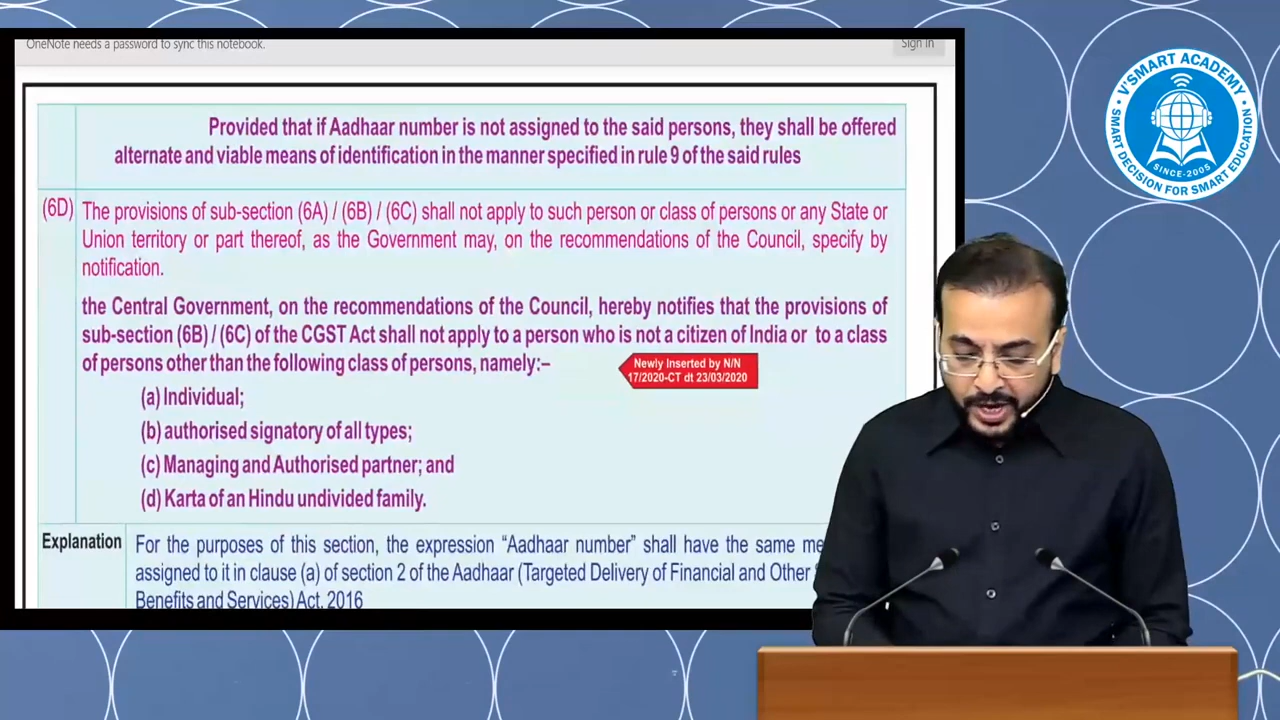 OneNote needs a password to sync this notebook.
Sign in
V'SMART ACADEMY
SINCE-2005
SMART DECISION FOR SMART EDUCATION
Provided that if Aadhaar number is not assigned to the said persons, they shall be offered
alternate and viable means of identification in the manner specified in rule 9 of the said rules
(6D) The provisions of sub-section (6A) / (6B) / (6C) shall not apply to such person or class of persons or any State or
Union territory or part thereof, as the Government may, on the recommendations of the Council, specify by
notification.
the Central Government, on the recommendations of the Council, hereby notifies that the provisions of
sub-section (6B) / (6C) of the CGST Act shall not apply to a person who is not a citizen of India or to a class
of persons other than the following class of persons, namely:–
Newly Inserted by N/N
17/2020-CT dt 23/03/2020
(a) Individual;
(b) authorised signatory of all types;
(c) Managing and Authorised partner; and
(d) Karta of an Hindu undivided family.
Explanation For the purposes of this section, the expression “Aadhaar number” shall have the same
assigned to it in clause (a) of section 2 of the Aadhaar (Targeted Delivery of Financial and Other
Benefits and Services) Act, 2016